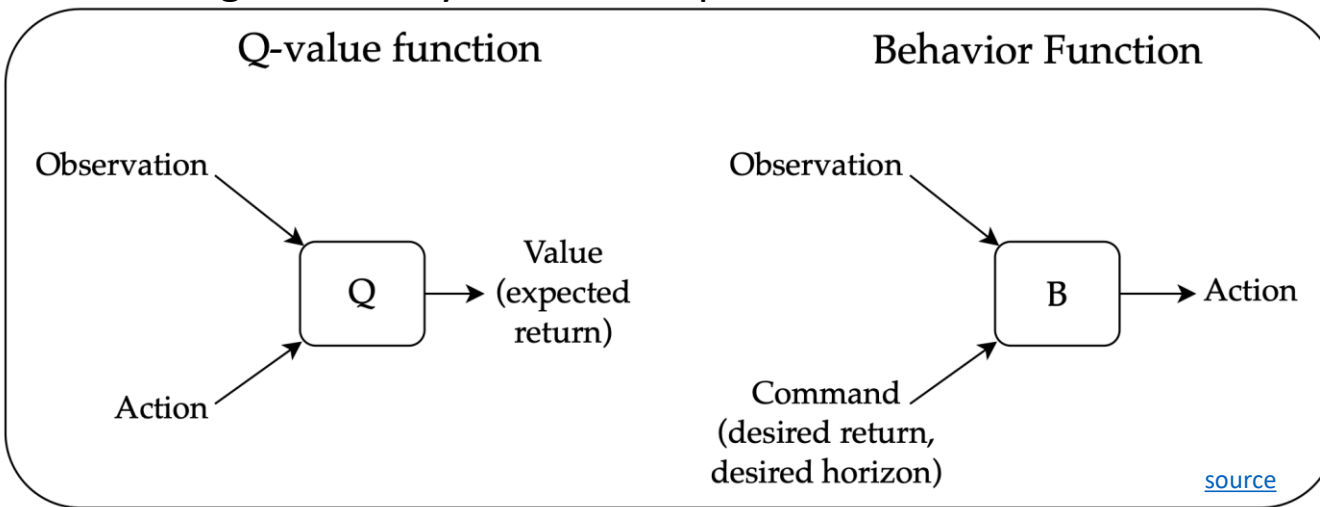 Q-value function
Behavior Function
Observation
Q
Value
(expected
return)
Action
Observation
B
Action
Command
(desired return,
desired horizon)
source